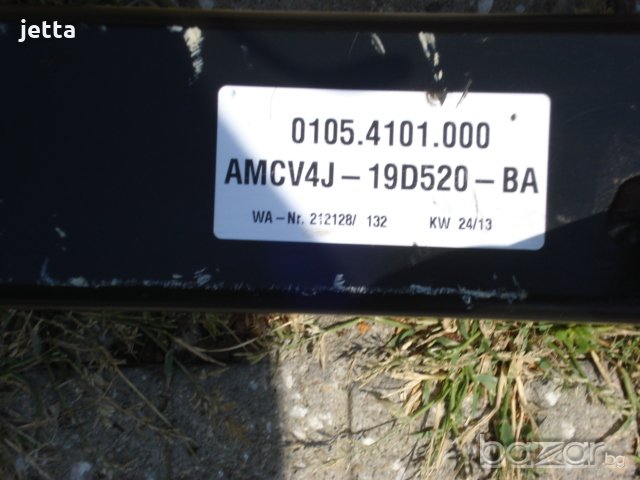 jetta
0105.4101.000
AMCV4J-19D520-BA
WA-Nr. 212128/ 132 KW 24/13
bazar.bg